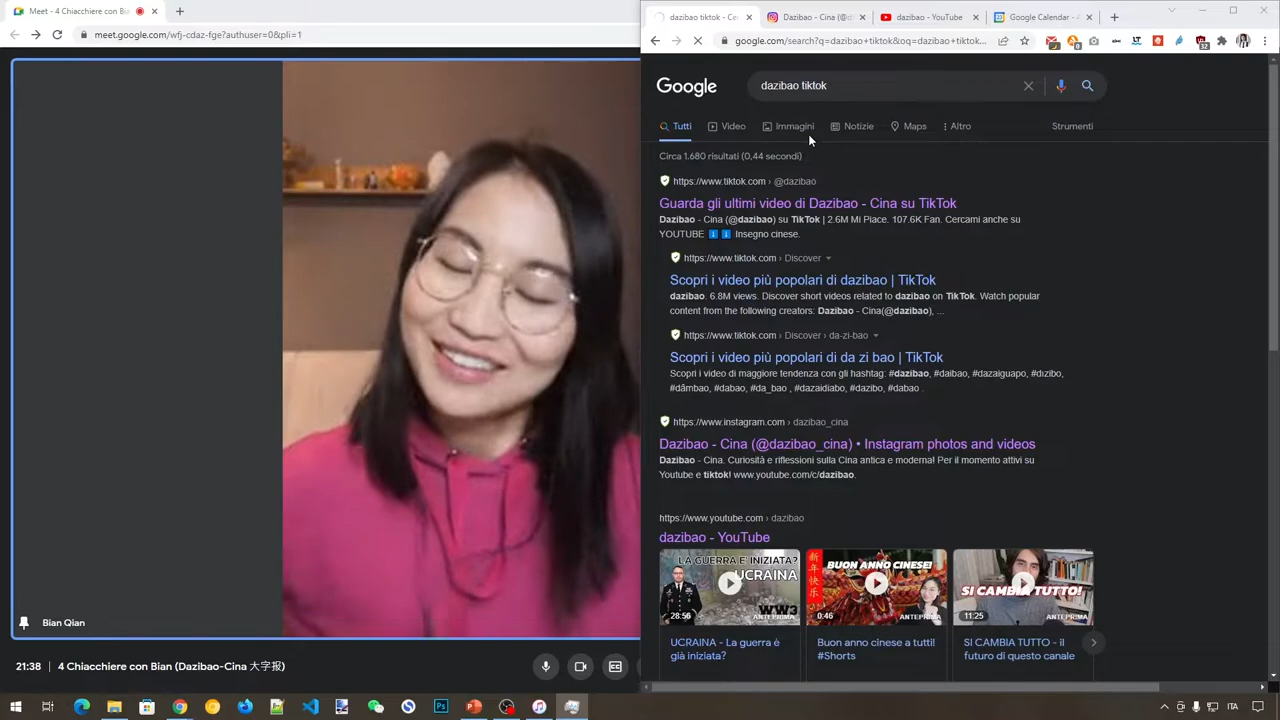 Meet - 4 Chiacchiere con Bian
meet.google.com/wfj-cdaz-fge?authuser=0&pli=1
Bian Qian
21:38 | 4 Chiacchiere con Bian (Dazibao-Cina 大字报)
dazibao tiktok - Ce
Dazibao - Cina (@d
dazibao - YouTube
Google Calendar - A
google.com/search?q=dazibao+tiktok&oq=dazibao+tiktok...
Google
dazibao tiktok
Tutti
Video
Immagini
Notizie
Maps
Altro
Strumenti
Circa 1.680 risultati (0,44 secondi)
https://www.tiktok.com › @dazibao
Guarda gli ultimi video di Dazibao - Cina su TikTok
Dazibao - Cina (@dazibao) su TikTok | 2.6M Mi Piace. 107.6K Fan. Cercami anche su
YOUTUBE ⬇️ ⬇️ Insegno cinese.
https://www.tiktok.com › Discover
Scopri i video più popolari di dazibao | TikTok
dazibao. 6.8M views. Discover short videos related to dazibao on TikTok. Watch popular
content from the following creators: Dazibao - Cina(@dazibao), ...
https://www.tiktok.com › Discover › da-zi-bao
Scopri i video più popolari di da zi bao | TikTok
Scopri i video di maggiore tendenza con gli hashtag: #dazibao, #daibao, #dazaiguapo, #dızibo,
#dâmbao, #dabao, #da_bao , #dazaidiabo, #dazibo, #dabao .
https://www.instagram.com › dazibao_cina
Dazibao - Cina (@dazibao_cina) • Instagram photos and videos
Dazibao - Cina. Curiosità e riflessioni sulla Cina antica e moderna! Per il momento attivi su
Youtube e tiktok! www.youtube.com/c/dazibao.
https://www.youtube.com › dazibao
dazibao - YouTube
LA GUERRA E' INIZIATA?
UCRAINA
WW3
28:56
ANTEPRIMA
新年快乐
BUON ANNO CINESE!
0:46
ANTEPRIMA
SI CAMBIA TUTTO!
11:25
ANTEPRIMA
UCRAINA - La guerra è
già iniziata?
Buon anno cinese a tutti!
#Shorts
SI CAMBIA TUTTO - il
futuro di questo canale
ITA